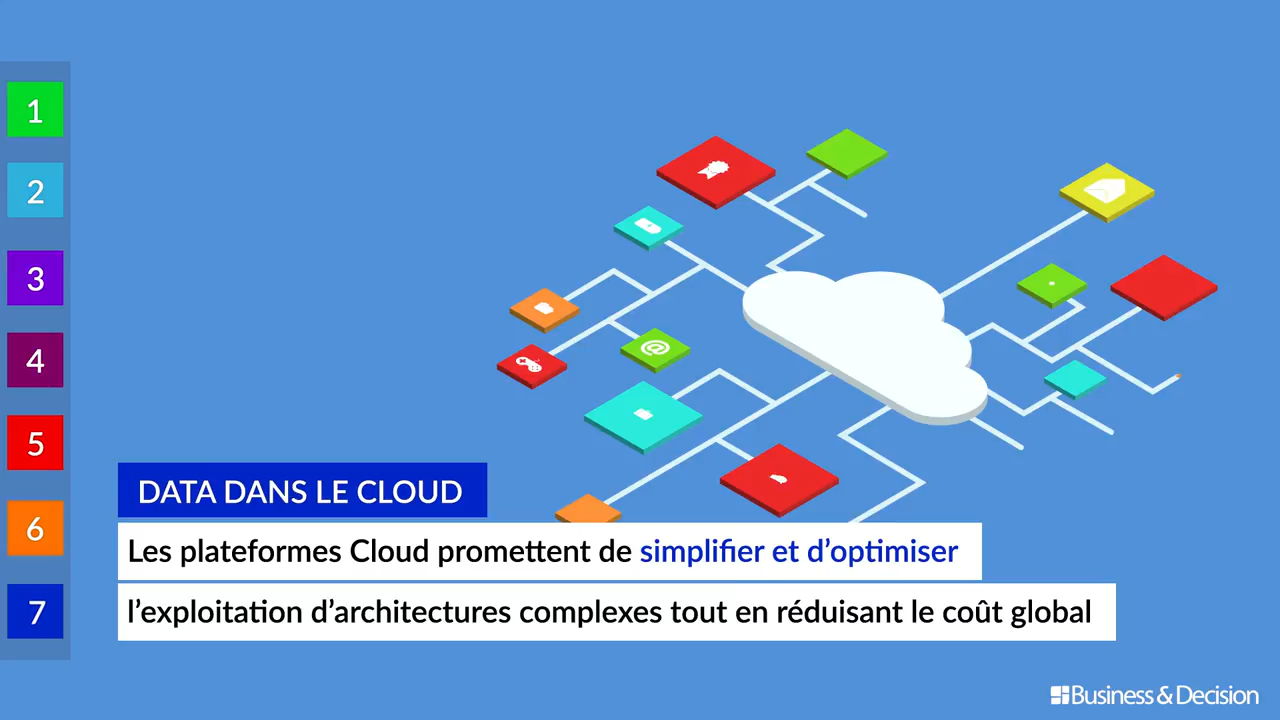 1
2
3
4
5
6
7
@
DATA DANS LE CLOUD
Les plateformes Cloud promettent de simplifier et d’optimiser
l’exploitation d’architectures complexes tout en réduisant le coût global
Business & Decision